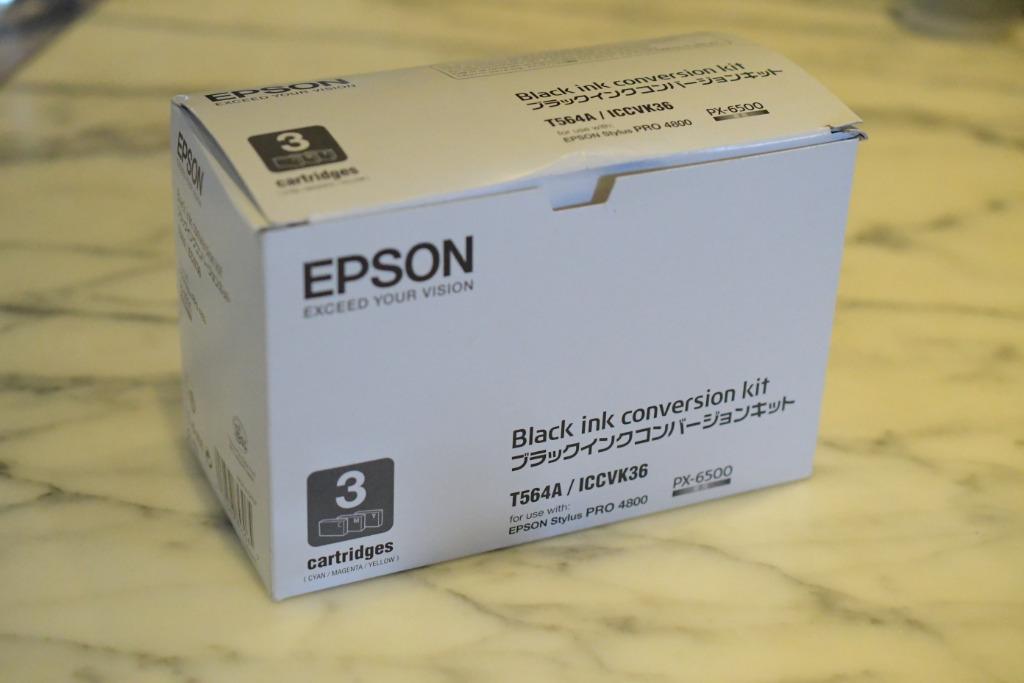 EPSON
EXCEED YOUR VISION
Black ink conversion kit
ブラックインクコンバージョンキット
T564A / ICCVK36
PX-6500
for use with:
EPSON Stylus PRO 4800
3
cartridges
EPSON
EPSON
EXCEED YOUR VISION
Black ink conversion kit
ブラックインクコンバージョンキット
T564A / ICCVK36
PX-6500
for use with:
EPSON Stylus PRO 4800
3
M Y
cartridges
( CYAN / MAGENTA / YELLOW )